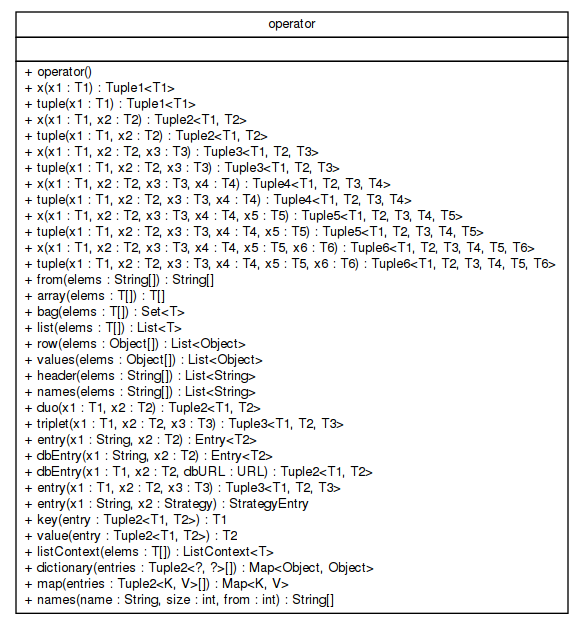 operator
+ operator()
+ x(x1 : T1) : Tuple1<T1>
+ tuple(x1 : T1) : Tuple1<T1>
+ x(x1 : T1, x2 : T2) : Tuple2<T1, T2>
+ tuple(x1 : T1, x2 : T2) : Tuple2<T1, T2>
+ x(x1 : T1, x2 : T2, x3 : T3) : Tuple3<T1, T2, T3>
+ tuple(x1 : T1, x2 : T2, x3 : T3) : Tuple3<T1, T2, T3>
+ x(x1 : T1, x2 : T2, x3 : T3, x4 : T4) : Tuple4<T1, T2, T3, T4>
+ tuple(x1 : T1, x2 : T2, x3 : T3, x4 : T4) : Tuple4<T1, T2, T3, T4>
+ x(x1 : T1, x2 : T2, x3 : T3, x4 : T4, x5 : T5) : Tuple5<T1, T2, T3, T4, T5>
+ tuple(x1 : T1, x2 : T2, x3 : T3, x4 : T4, x5 : T5) : Tuple5<T1, T2, T3, T4, T5>
+ x(x1 : T1, x2 : T2, x3 : T3, x4 : T4, x5 : T5, x6 : T6) : Tuple6<T1, T2, T3, T4, T5, T6>
+ tuple(x1 : T1, x2 : T2, x3 : T3, x4 : T4, x5 : T5, x6 : T6) : Tuple6<T1, T2, T3, T4, T5, T6>
+ from(elems : String[]) : String[]
+ array(elems : T[]) : T[]
+ bag(elems : T[]) : Set<T>
+ list(elems : T[]) : List<T>
+ row(elems : Object[]) : List<Object>
+ values(elems : Object[]) : List<Object>
+ header(elems : String[]) : List<String>
+ names(elems : String[]) : List<String>
+ duo(x1 : T1, x2 : T2) : Tuple2<T1, T2>
+ triplet(x1 : T1, x2 : T2, x3 : T3) : Tuple3<T1, T2, T3>
+ entry(x1 : String, x2 : T2) : Entry<T2>
+ dbEntry(x1 : String, x2 : T2) : Entry<T2>
+ dbEntry(x1 : T1, x2 : T2, dbURL : URL) : Tuple2<T1, T2>
+ entry(x1 : T1, x2 : T2, x3 : T3) : Tuple3<T1, T2, T3>
+ entry(x1 : String, x2 : Strategy) : StrategyEntry
+ key(entry : Tuple2<T1, T2>) : T1
+ value(entry : Tuple2<T1, T2>) : T2
+ listContext(elems : T[]) : ListContext<T>
+ dictionary(entries : Tuple2<?, ?>[]) : Map<Object, Object>
+ map(entries : Tuple2<K, V>[]) : Map<K, V>
+ names(name : String, size : int, from : int) : String[]